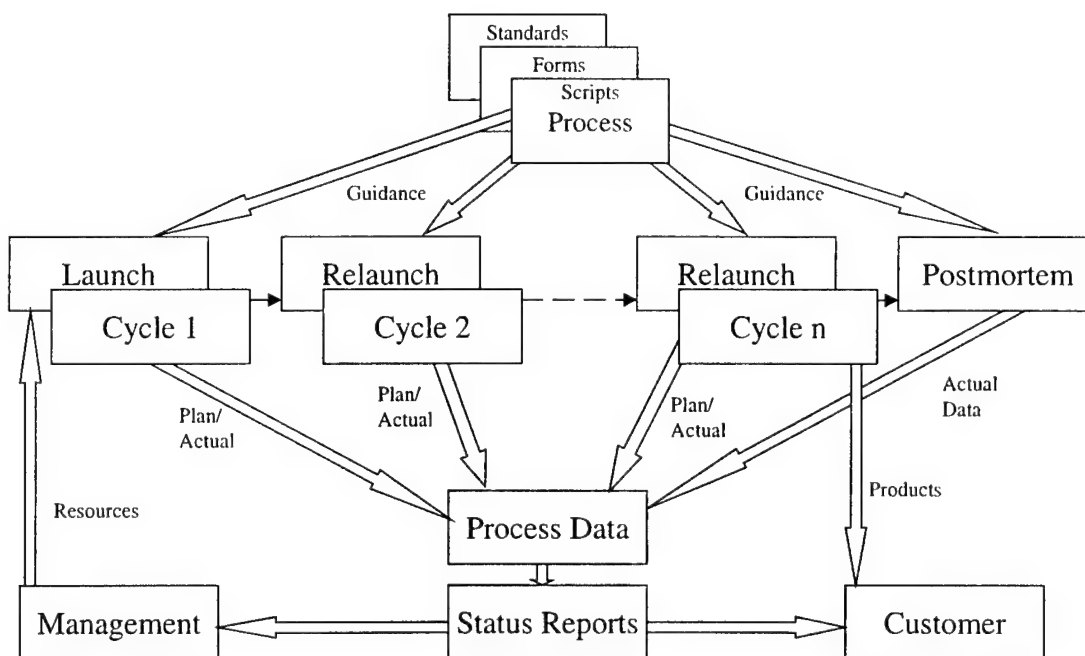 Standards
Forms
Scripts
Process
Guidance
Guidance
Launch
Relaunch
Relaunch
Postmortem
Cycle 1
Cycle 2
Cycle n
Plan/
Actual
Plan/
Actual
Plan/
Actual
Actual
Data
Resources
Process Data
Products
Management
Status Reports
Customer